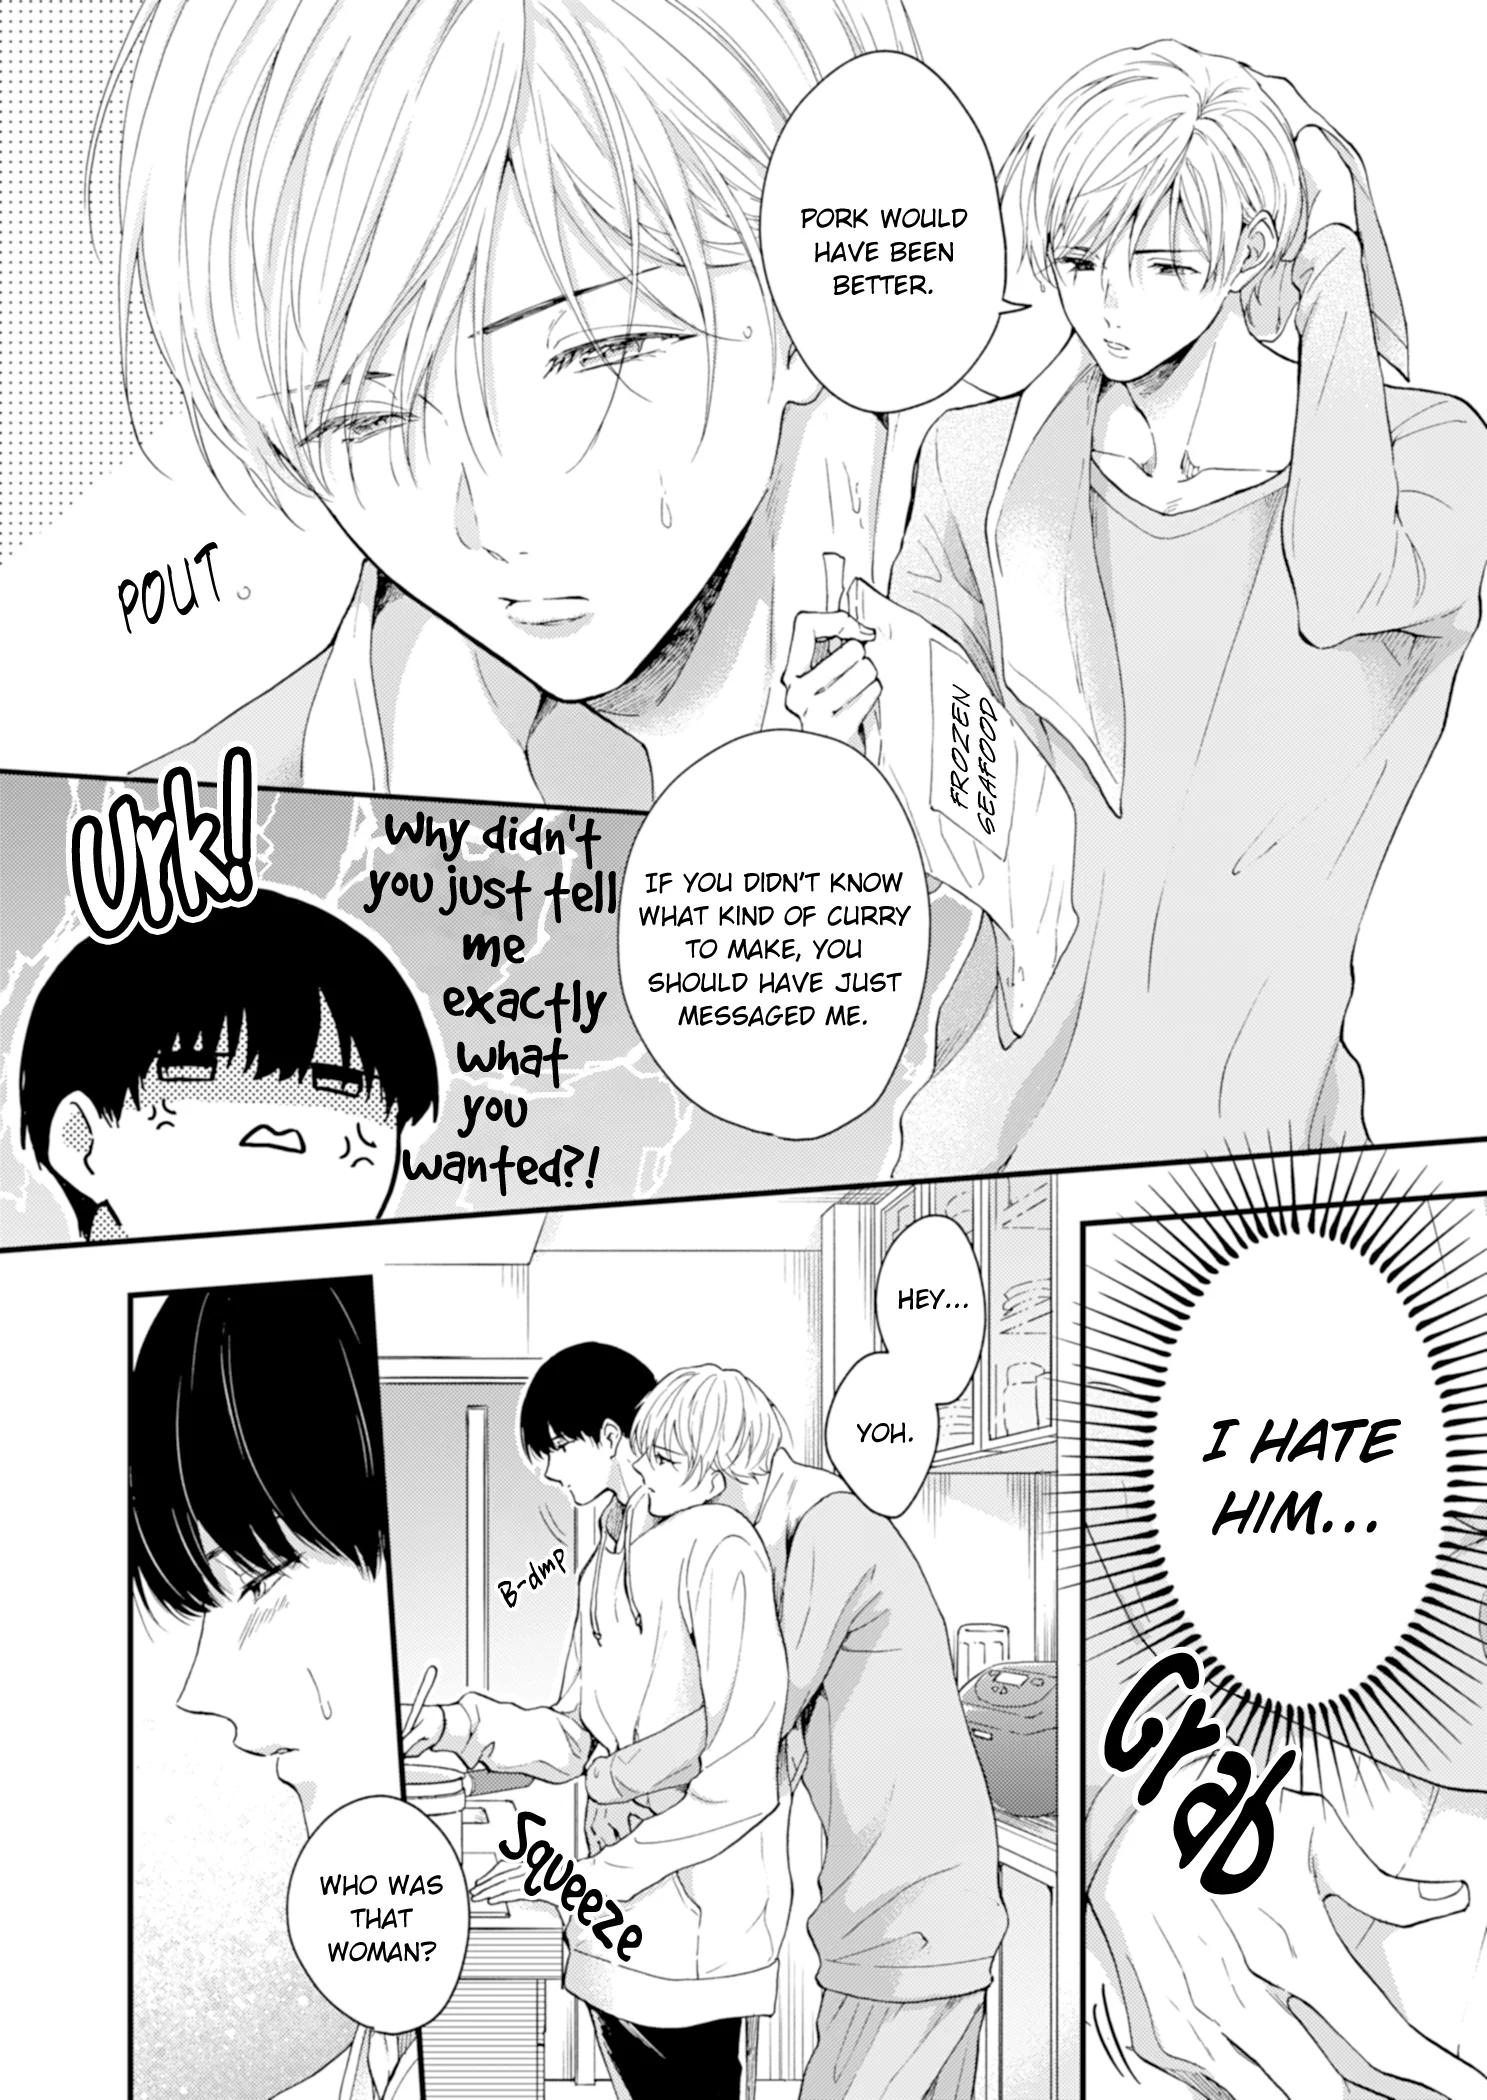 PORK WOULD
HAVE BEEN
BETTER.
POUT
FROZEN
SEAFOOD
IF YOU DIDN'T KNOW
WHAT KIND OF CURRY
TO MAKE, YOU
SHOULD HAVE JUST
MESSAGED ME.
Why didn't
you just tell
me
exactly
what
you
wanted?!
Urk!
I HATE
HIM...
Grab
HEY...
YOH.
B-dmp
Squeeze
WHO WAS
THAT
WOMAN?